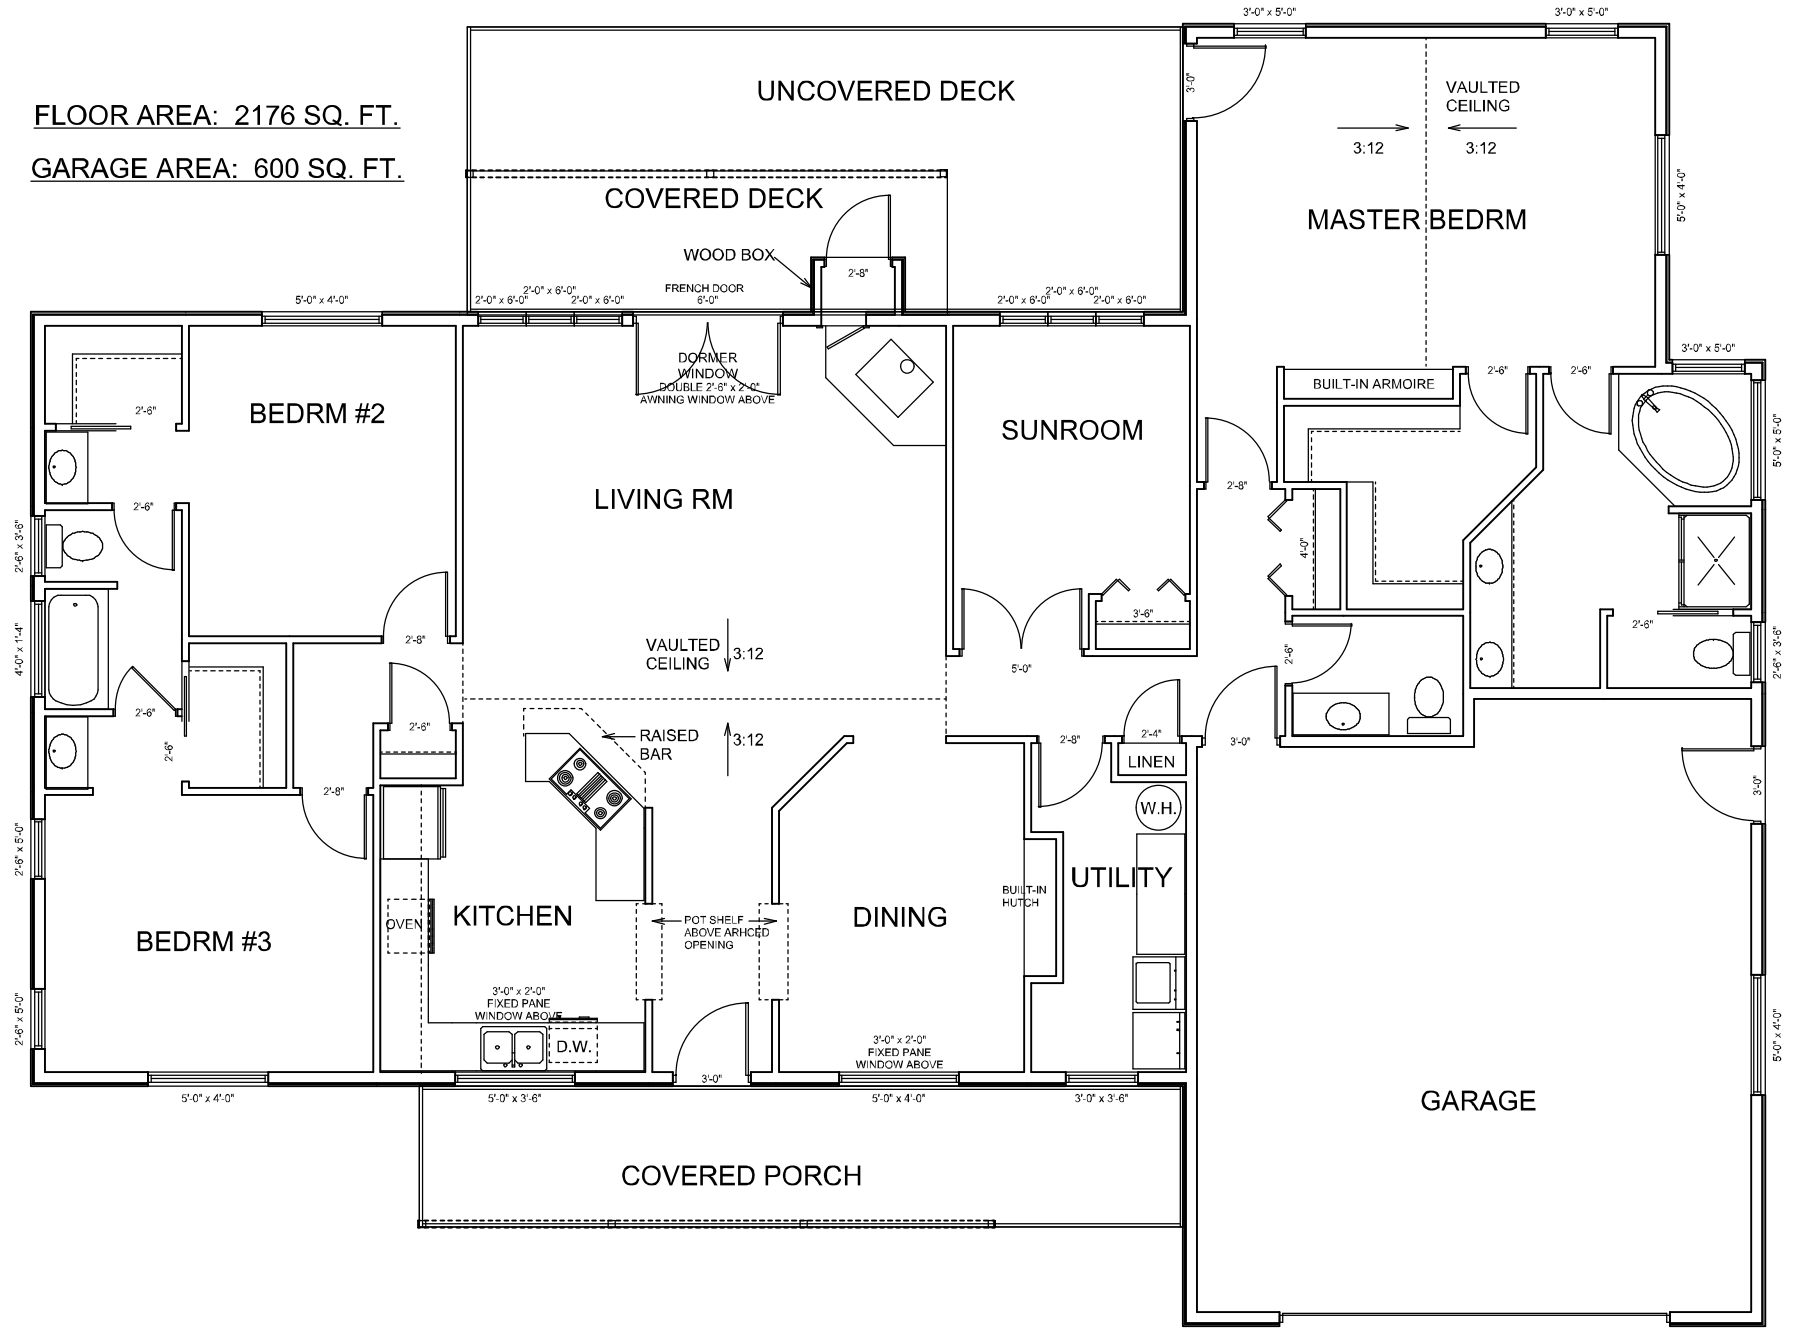 3'-0" x 5'-0"
3'-0" x 5'-0"
UNCOVERED DECK
3'-0"
VAULTED
CEILING
3:12
3:12
FLOOR AREA: 2176 SQ. FT.
GARAGE AREA: 600 SQ. FT.
COVERED DECK
MASTER BEDRM
5'-0" x 4'-0"
WOOD BOX
2'-8"
FRENCH DOOR
6'-0"
5'-0" x 4'-0"
2'-0" x 6'-0"
2'-0" x 6'-0"
2'-0" x 6'-0"
2'-0" x 6'-0"
2'-0" x 6'-0"
2'-0" x 6'-0"
3'-0" x 5'-0"
DORMER
WINDOW
DOUBLE 2'-6" x 2'-0"
AWNING WINDOW ABOVE
BUILT-IN ARMOIRE
2'-6"
2'-6"
2'-6"
BEDRM #2
SUNROOM
5'-0" x 5'-0"
LIVING RM
2'-8"
2'-6"
2'-6" x 3'-6"
4'-0"
4'-0" x 1'-4"
2'-8"
3'-6"
2'-6"
2'-6" x 3'-6"
VAULTED
CEILING
3:12
5'-0"
2'-6"
2'-6"
2'-6"
2'-6"
RAISED
BAR
3:12
2'-8"
2'-4"
3'-0"
LINEN
2'-8"
3'-0"
W.H.
2'-6" x 5'-0"
UTILITY
BUILT-IN
HUTCH
OVEN
KITCHEN
POT SHELF
ABOVE ARHCED
OPENING
DINING
BEDRM #3
2'-6" x 5'-0"
3'-0" x 2'-0"
FIXED PANE
WINDOW ABOVE
D.W.
3'-0" x 2'-0"
FIXED PANE
WINDOW ABOVE
5'-0" x 4'-0"
3'-0"
5'-0" x 4'-0"
5'-0" x 3'-6"
5'-0" x 4'-0"
3'-0" x 3'-6"
GARAGE
COVERED PORCH